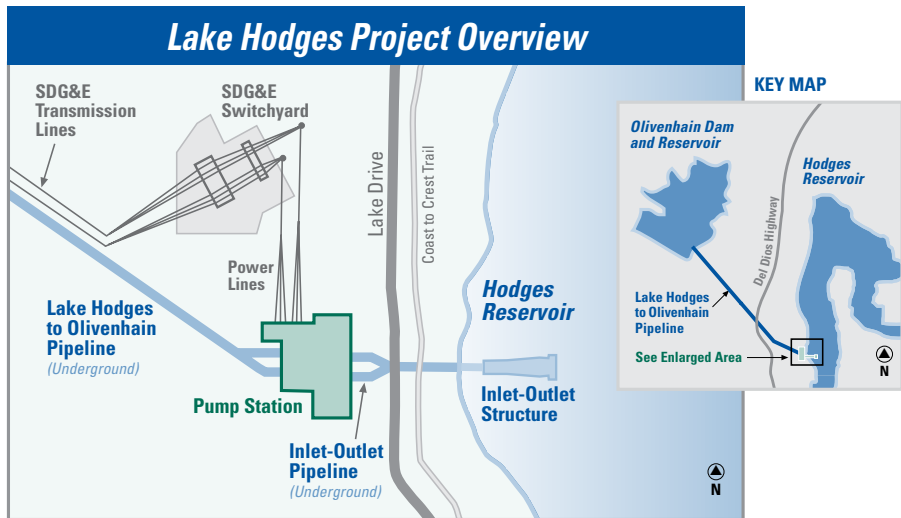 Lake Hodges Project Overview
SDG&E
Transmission
Lines
SDG&E
Switchyard
Lake Drive
Coast to Crest Trail
Power
Lines
Lake Hodges
to Olivenhain
Pipeline
(Underground)
Pump Station
Inlet-Outlet
Pipeline
(Underground)
Hodges
Reservoir
Inlet-Outlet
Structure
N
KEY MAP
Olivenhain Dam
and Reservoir
Hodges
Reservoir
Del Dios Highway
Lake Hodges
to Olivenhain
Pipeline
See Enlarged Area
N